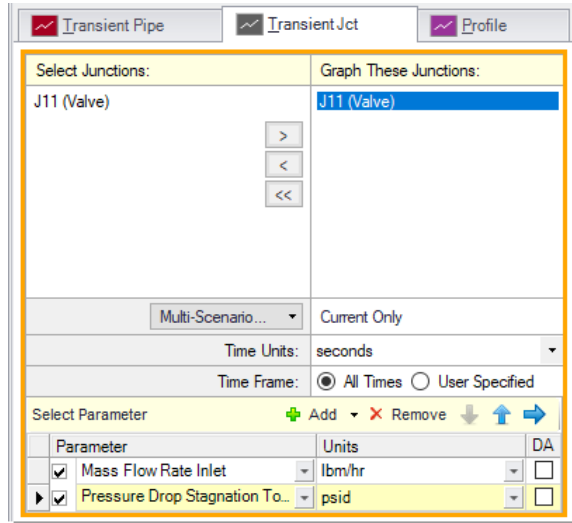 Transient Pipe Transient Jct Profile
Select Junctions: Graph These Junctions:
J11 (Valve) J11 (Valve)
>
<
<<
Multi-Scenario... Current Only
Time Units: seconds
Time Frame: All Times User Specified
Select Parameter Add Remove
Parameter Units DA
Mass Flow Rate Inlet lbm/hr
Pressure Drop Stagnation To... psid